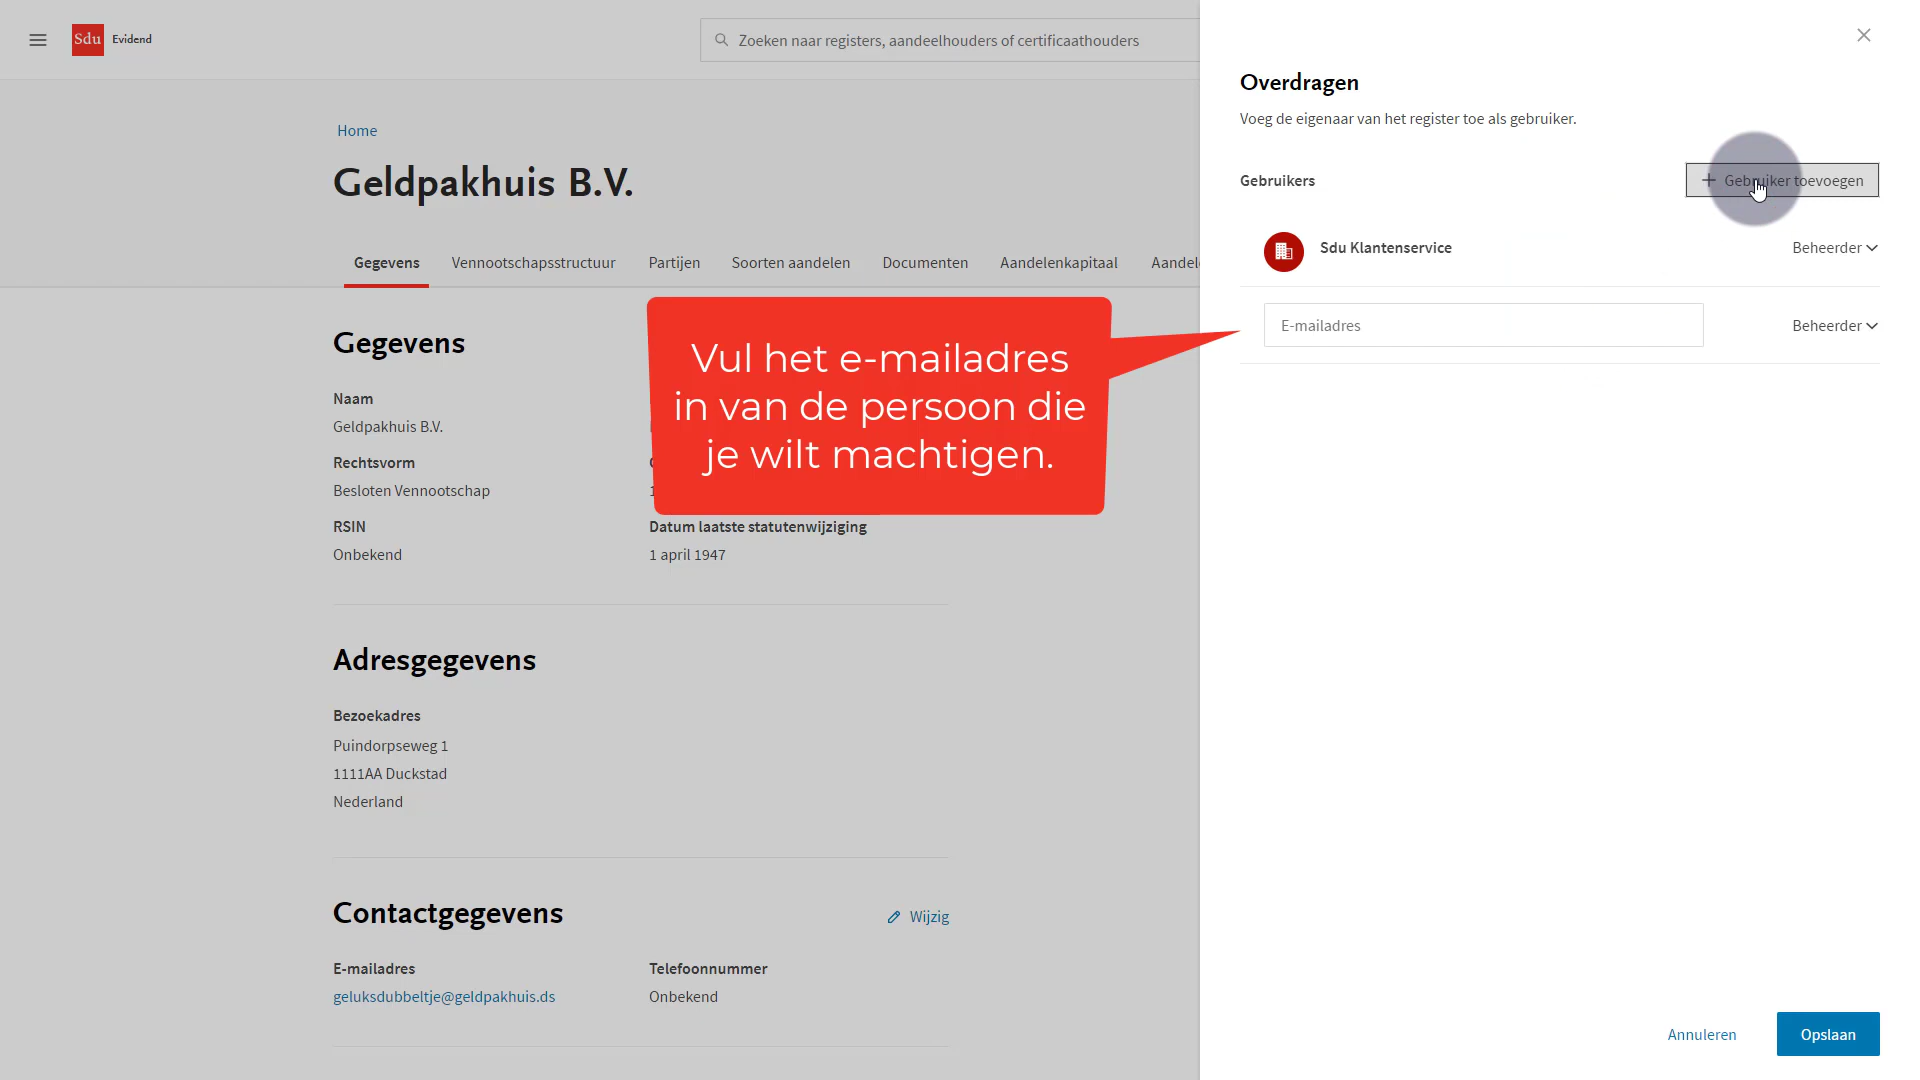 Sdu Evidend
Zoeken naar registers, aandeelhouders of certificaathouders
Home
Geldpakhuis B.V.
Gegevens Vennootschapsstructuur Partijen Soorten aandelen Documenten Aandelenkapitaal Aandel
Gegevens
Naam
Geldpakhuis B.V.
Rechtsvorm
Besloten Vennootschap
RSIN
Onbekend
Datum laatste statutenwijziging
1 april 1947
Vul het e-mailadres
in van de persoon die
je wilt machtigen.
Adresgegevens
Bezoekadres
Puindorpseweg 1
1111AA Duckstad
Nederland
Contactgegevens
Wijzig
E-mailadres
geluksdubbeltje@geldpakhuis.ds
Telefoonnummer
Onbekend
Overdragen
Voeg de eigenaar van het register toe als gebruiker.
Gebruikers
Gebruiker toevoegen
Sdu Klantenservice
Beheerder
E-mailadres
Beheerder
Annuleren
Opslaan